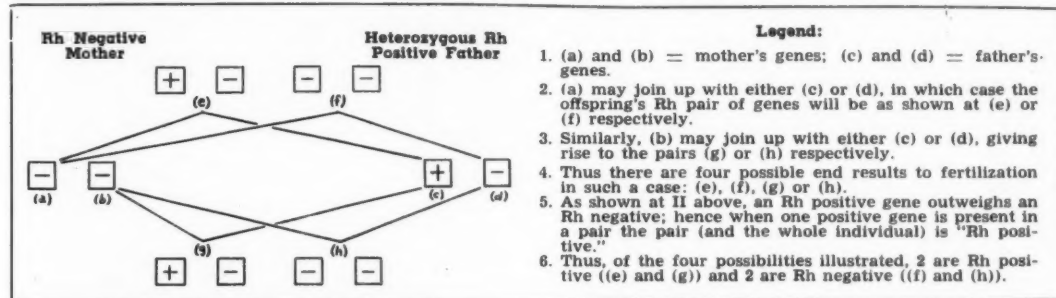 Rh Negative
Mother
Heterozygous Rh
Positive Father
+ − − −
(e) (f)
− − + −
(a) (b) (c) (d)
(g) (h)
+ − − −
Legend:
1. (a) and (b) = mother's genes; (c) and (d) = father's
genes.
2. (a) may join up with either (c) or (d), in which case the
offspring's Rh pair of genes will be as shown at (e) or
(f) respectively.
3. Similarly, (b) may join up with either (c) or (d), giving
rise to the pairs (g) or (h) respectively.
4. Thus there are four possible end results to fertilization
in such a case: (e), (f), (g) or (h).
5. As shown at II above, an Rh positive gene outweighs an
Rh negative; hence when one positive gene is present in
a pair the pair (and the whole individual) is "Rh posi-
tive."
6. Thus, of the four possibilities illustrated, 2 are Rh posi-
tive ((e) and (g)) and 2 are Rh negative ((f) and (h)).